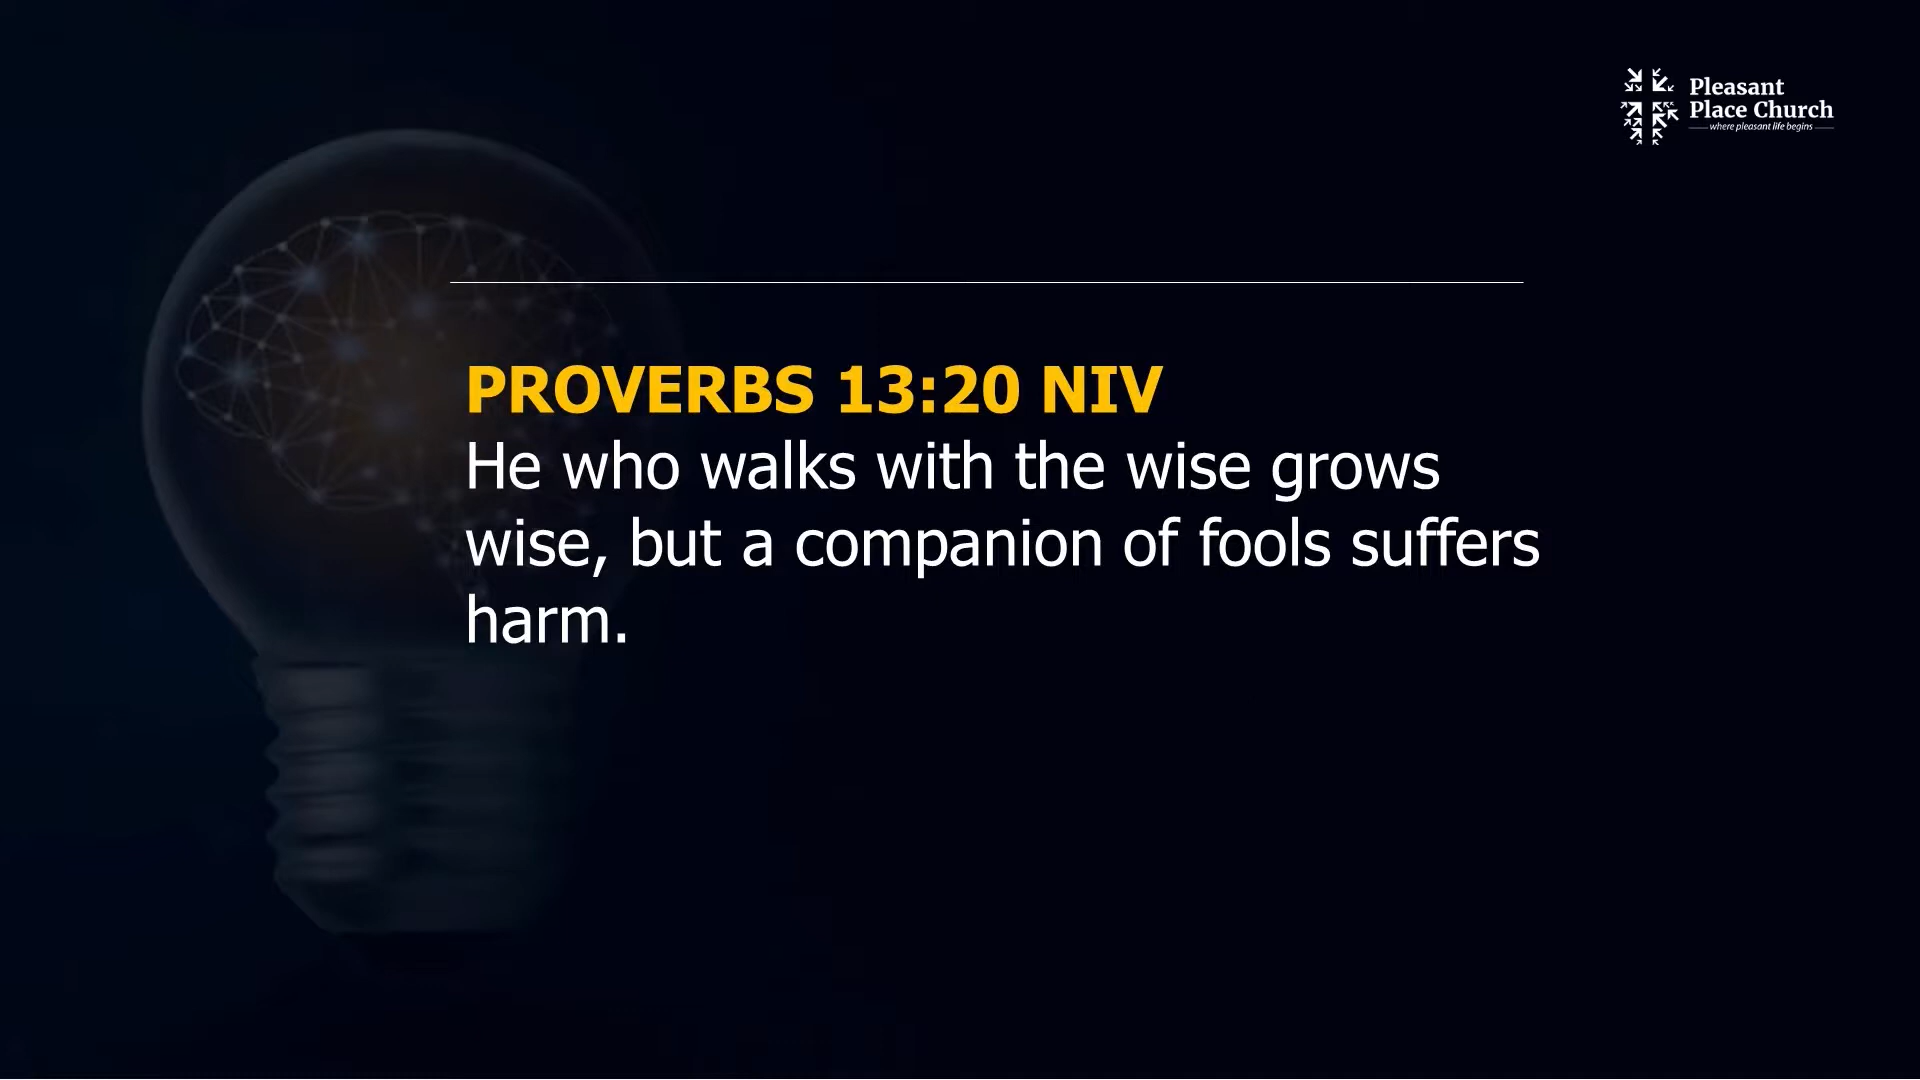 Pleasant
Place Church
where pleasant life begins
PROVERBS 13:20 NIV
He who walks with the wise grows
wise, but a companion of fools suffers
harm.